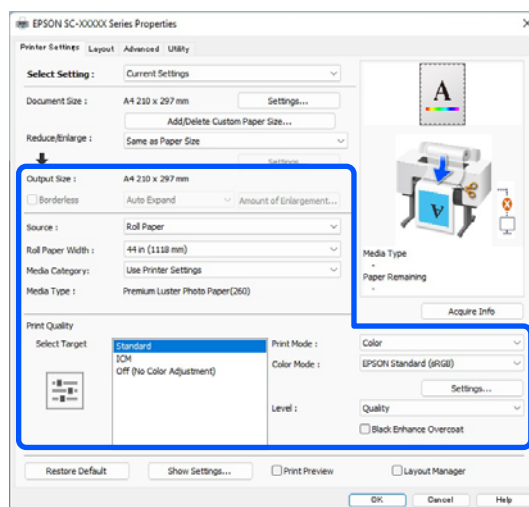 EPSON SC-XXXXX Series Properties
Printer Settings Layout Advanced Utility
Select Setting : Current Settings
Document Size : A4 210 x 297 mm Settings...
Add/Delete Custom Paper Size...
Reduce/Enlarge : Same as Paper Size
Settings...
Output Size : A4 210 x 297 mm
Borderless Auto Expand Amount of Enlargement...
Source : Roll Paper
Roll Paper Width : 44 in (1118 mm)
Media Category: Use Printer Settings
Media Type : Premium Luster Photo Paper(260)
A
A
Media Type
-
Paper Remaining
-
Acquire Info
Print Quality
Select Target
Standard
ICM
Off (No Color Adjustment)
Print Mode : Color
Color Mode : EPSON Standard (sRGB)
Settings...
Level : Quality
Black Enhance Overcoat
Restore Default Show Settings... Print Preview Layout Manager
OK Cancel Help